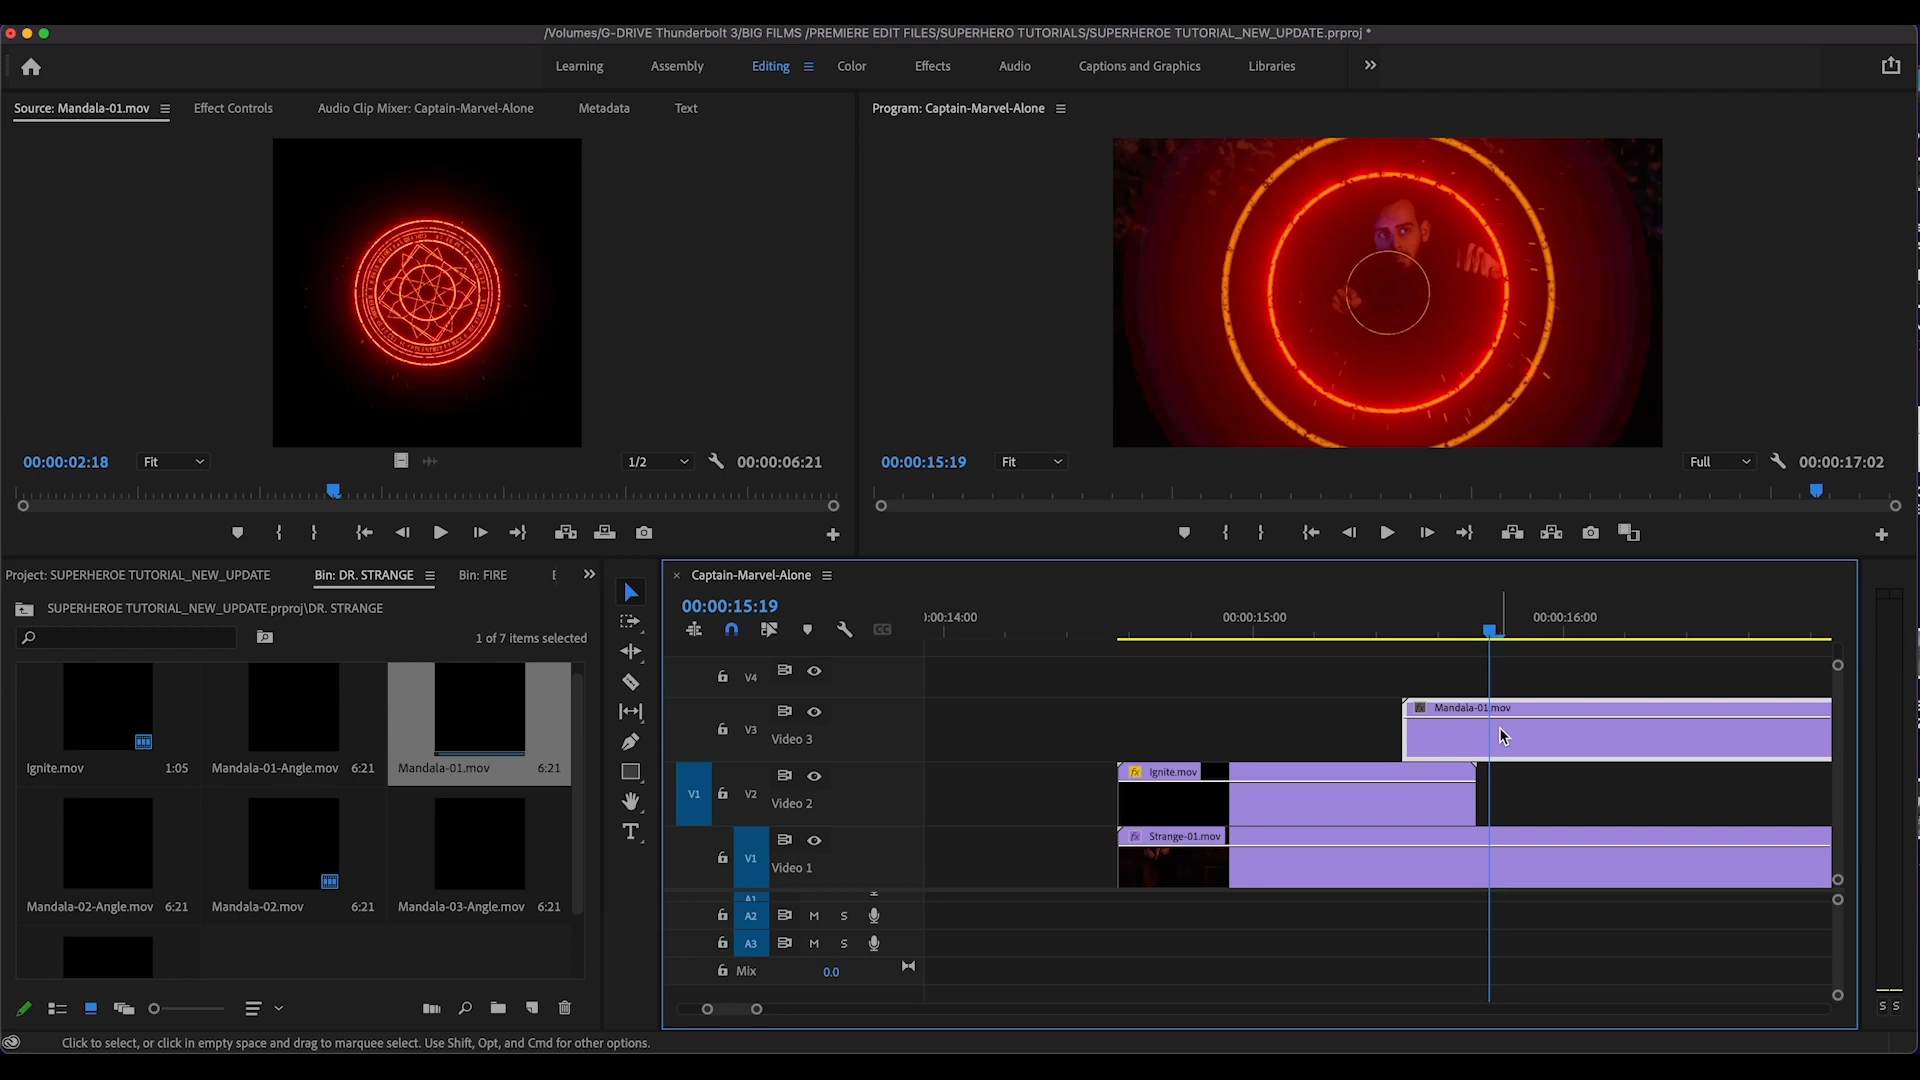 /Volumes/G-DRIVE Thunderbolt 3/BIG FILMS /PREMIERE EDIT FILES/SUPERHERO TUTORIALS/SUPERHEROE TUTORIAL_NEW_UPDATE.prproj *
Learning Assembly Editing Color Effects Audio Captions and Graphics Libraries
Source: Mandala-01.mov Effect Controls Audio Clip Mixer: Captain-Marvel-Alone Metadata Text
Program: Captain-Marvel-Alone
00:00:02:18 Fit 1/2 00:00:06:21
00:00:15:19 Fit Full 00:00:17:02
Project: SUPERHEROE TUTORIAL_NEW_UPDATE Bin: DR. STRANGE Bin: FIRE
SUPERHEROE TUTORIAL_NEW_UPDATE.prproj\DR. STRANGE
1 of 7 items selected
Ignite.mov 1:05 Mandala-01-Angle.mov 6:21 Mandala-01.mov 6:21
Mandala-02-Angle.mov 6:21 Mandala-02.mov 6:21 Mandala-03-Angle.mov 6:21
Captain-Marvel-Alone
00:00:15:19
:00:14:00 00:00:15:00 00:00:16:00
V4
Mandala-01.mov
V3 Video 3
Ignite.mov
V1 V2 Video 2
Strange-01.mov
V1 Video 1
A1
A2 M S
A3 M S
Mix 0.0
S S
Click to select, or click in empty space and drag to marquee select. Use Shift, Opt, and Cmd for other options.